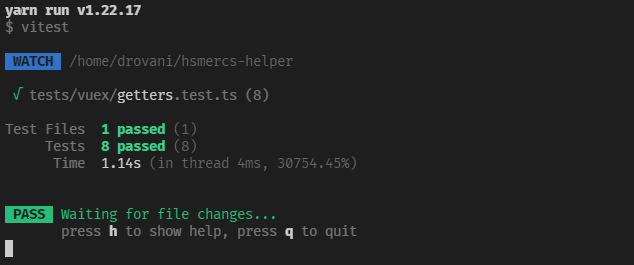 yarn run v1.22.17
$ vitest
WATCH /home/drovani/hsmercs-helper
√ tests/vuex/getters.test.ts (8)
Test Files 1 passed (1)
Tests 8 passed (8)
Time 1.14s (in thread 4ms, 30754.45%)
PASS Waiting for file changes...
press h to show help, press q to quit